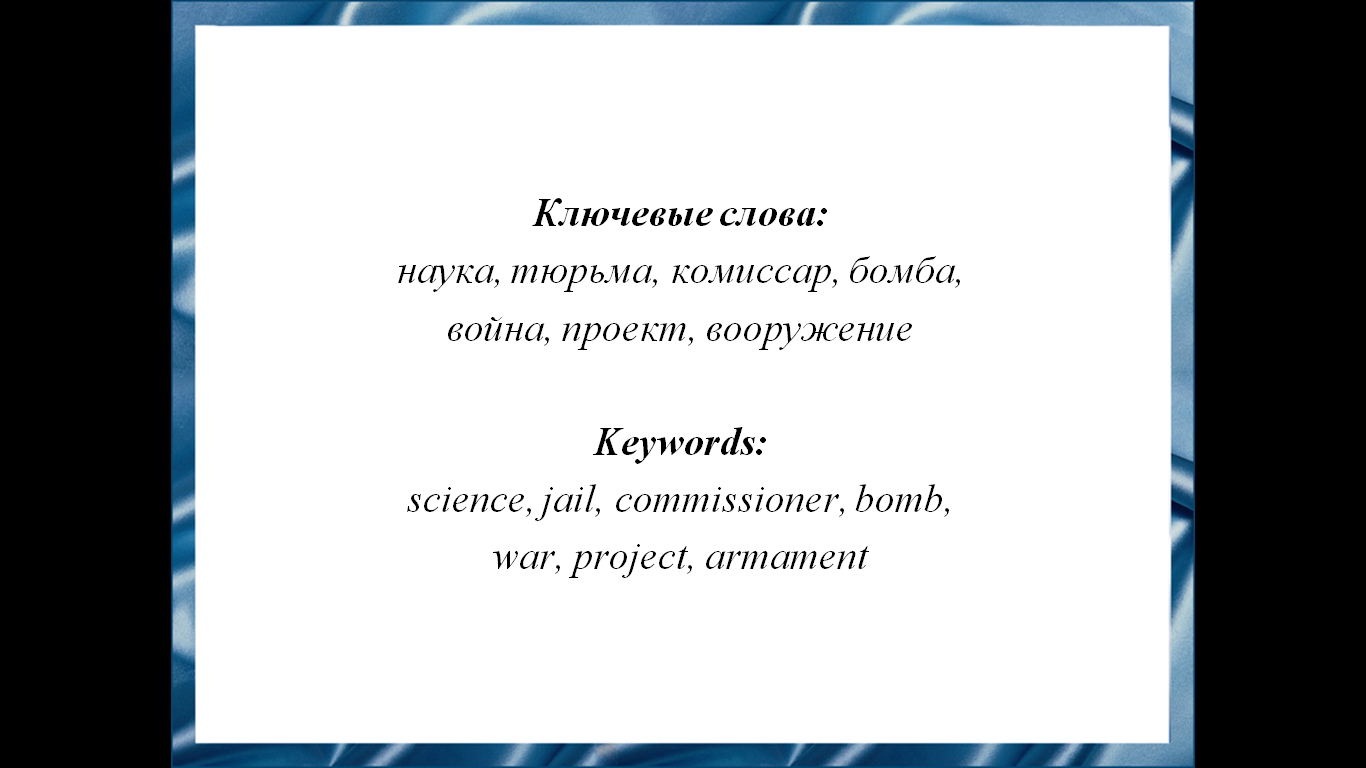 Ключевые слова:
наука, тюрьма, комиссар, бомба,
война, проект, вооружение
Keywords:
science, jail, commissioner, bomb,
war, project, armament